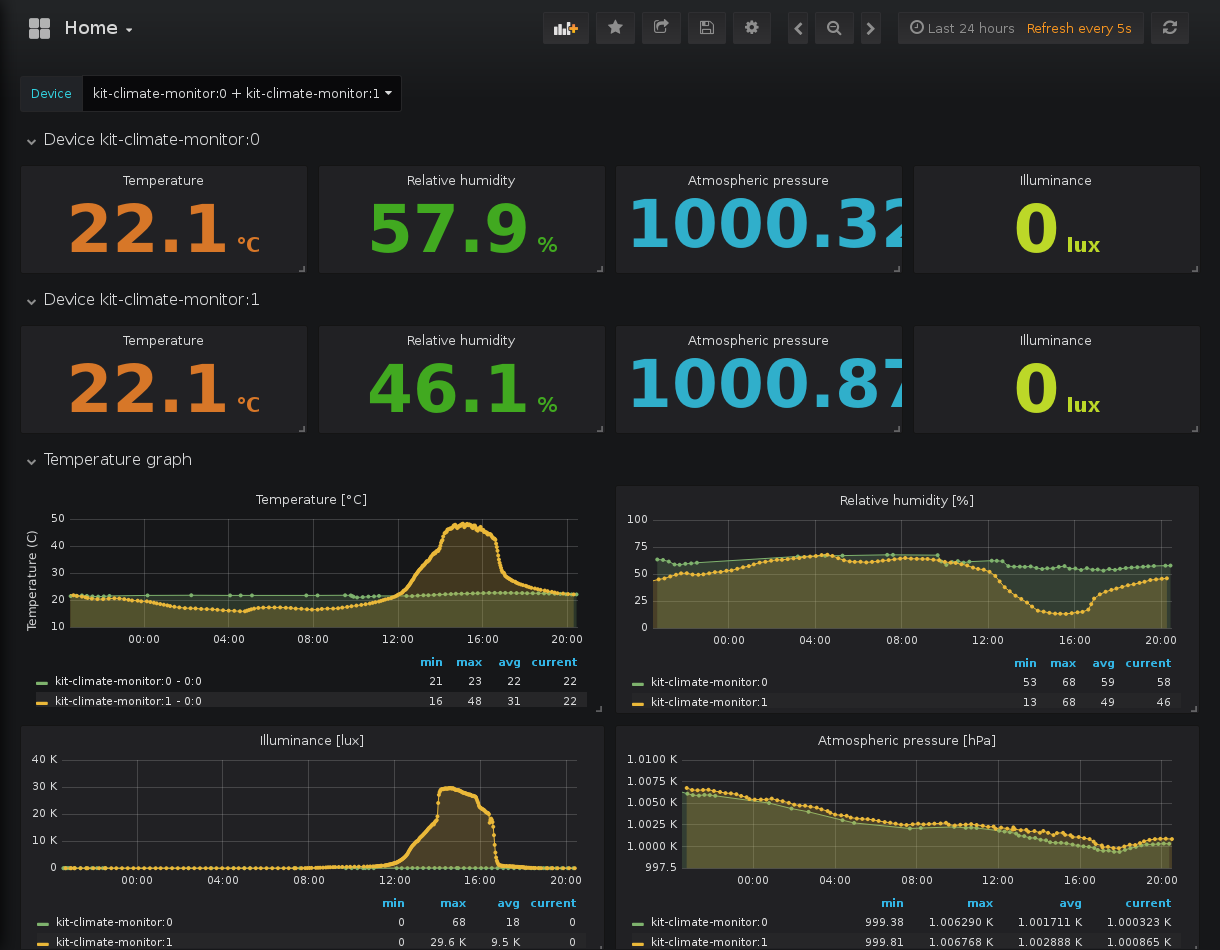 Home
Last 24 hours Refresh every 5s
Device kit-climate-monitor:0 + kit-climate-monitor:1
Device kit-climate-monitor:0
Temperature Relative humidity Atmospheric pressure Illuminance
22.1 °C 57.9 % 1000.32 0 lux
Device kit-climate-monitor:1
Temperature Relative humidity Atmospheric pressure Illuminance
22.1 °C 46.1 % 1000.87 0 lux
Temperature graph
Temperature [°C]
Temperature (C)
50
40
30
20
10
00:00 04:00 08:00 12:00 16:00 20:00
min max avg current
kit-climate-monitor:0 - 0:0 21 23 22 22
kit-climate-monitor:1 - 0:0 16 48 31 22
Relative humidity [%]
100
75
50
25
0
00:00 04:00 08:00 12:00 16:00 20:00
min max avg current
kit-climate-monitor:0 53 68 59 58
kit-climate-monitor:1 13 68 49 46
Illuminance [lux]
40 K
30 K
20 K
10 K
0
00:00 04:00 08:00 12:00 16:00 20:00
min max avg current
kit-climate-monitor:0 0 68 18 0
kit-climate-monitor:1 0 29.6 K 9.5 K 0
Atmospheric pressure [hPa]
1.0100 K
1.0075 K
1.0050 K
1.0025 K
1.0000 K
997.5
00:00 04:00 08:00 12:00 16:00 20:00
min max avg current
kit-climate-monitor:0 999.38 1.006290 K 1.001711 K 1.000323 K
kit-climate-monitor:1 999.81 1.006768 K 1.002888 K 1.000865 K